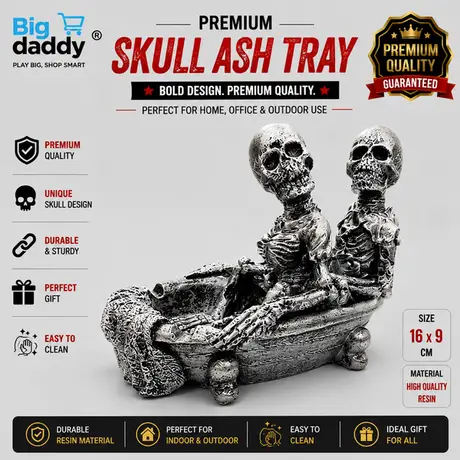 Big
daddy®
PLAY BIG, SHOP SMART
PREMIUM
SKULL ASH TRAY
★ BOLD DESIGN. PREMIUM QUALITY. ★
PERFECT FOR HOME, OFFICE & OUTDOOR USE
PREMIUM
QUALITY
GUARANTEED
PREMIUM
QUALITY
UNIQUE
SKULL DESIGN
DURABLE
& STURDY
PERFECT
GIFT
EASY TO
CLEAN
SIZE
16 x 9
CM
MATERIAL
HIGH QUALITY
RESIN
DURABLE
RESIN MATERIAL
PERFECT FOR
INDOOR & OUTDOOR
EASY TO
CLEAN
IDEAL GIFT
FOR ALL